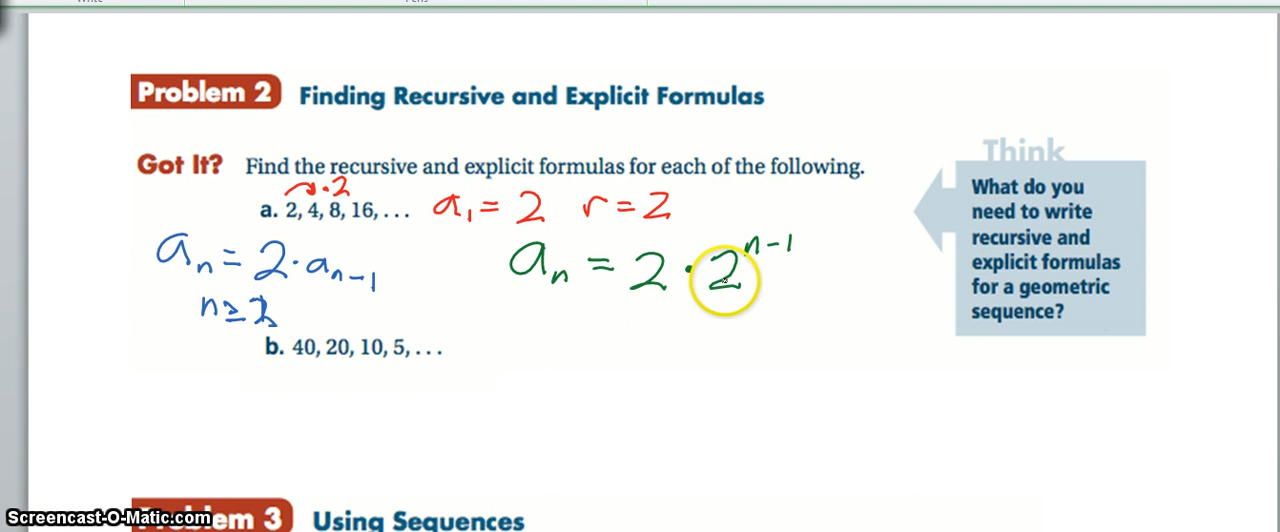 Problem 2 Finding Recursive and Explicit Formulas
Got It? Find the recursive and explicit formulas for each of the following.
·2
a. 2, 4, 8, 16, . . . a₁ = 2 r = 2
aₙ = 2·aₙ₋₁ aₙ = 2·2ⁿ⁻¹
n ≥ 2
b. 40, 20, 10, 5, . . .
Think
What do you
need to write
recursive and
explicit formulas
for a geometric
sequence?
Problem 3 Using Sequences
Screencast-O-Matic.com